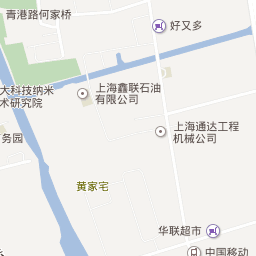 青港路何家桥
好又多
大科技纳米
术研究院
上海鑫联石油
有限公司
上海通达工程
机械公司
务园
黄家宅
华联超市
中国移动